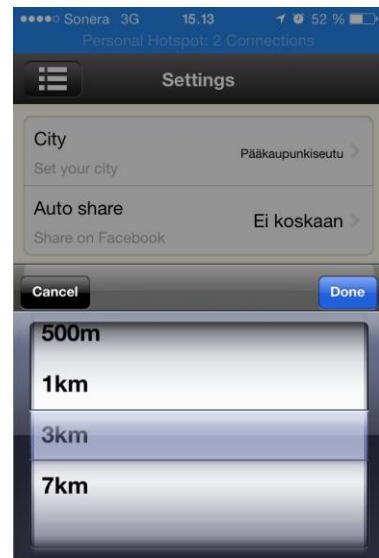 Sonera 3G 15.13 52 %
Personal Hotspot: 2 Connections
Settings
City
Pääkaupunkiseutu
Set your city
Auto share
Ei koskaan
Share on Facebook
Cancel Done
500m
1km
3km
7km